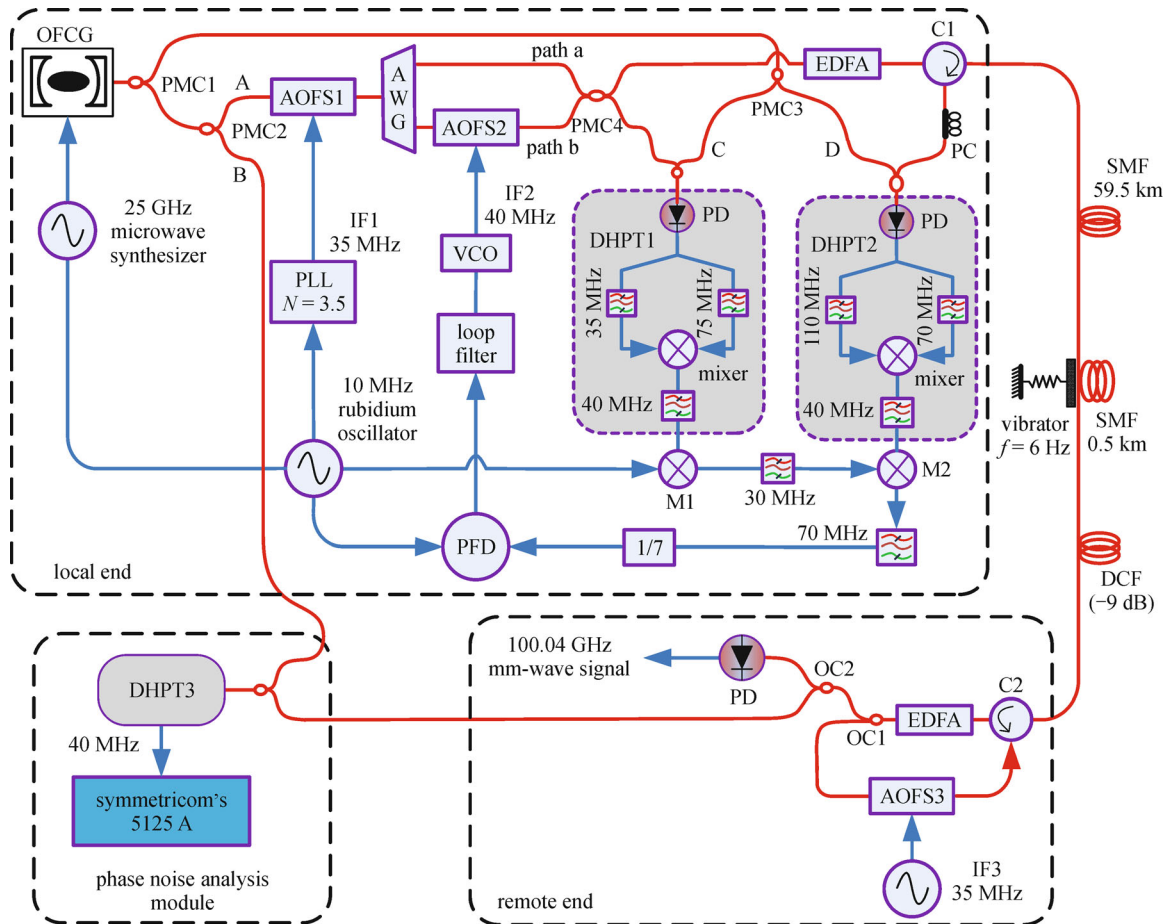 OFCG
PMC1
A
PMC2
B
AOFS1
A
W
G
path a
AOFS2
path b
PMC4
EDFA
C1
PMC3
PC
C
D
SMF
59.5 km
25 GHz
microwave
synthesizer
IF1
35 MHz
PLL
N = 3.5
IF2
40 MHz
VCO
loop
filter
10 MHz
rubidium
oscillator
PD
DHPT1
35 MHz
75 MHz
mixer
40 MHz
PD
DHPT2
110 MHz
70 MHz
mixer
40 MHz
vibrator
f = 6 Hz
SMF
0.5 km
M1
30 MHz
M2
PFD
1/7
70 MHz
local end
DCF
(−9 dB)
DHPT3
40 MHz
symmetricom's
5125 A
phase noise analysis
module
100.04 GHz
mm-wave signal
PD
OC2
OC1
EDFA
C2
AOFS3
IF3
35 MHz
remote end